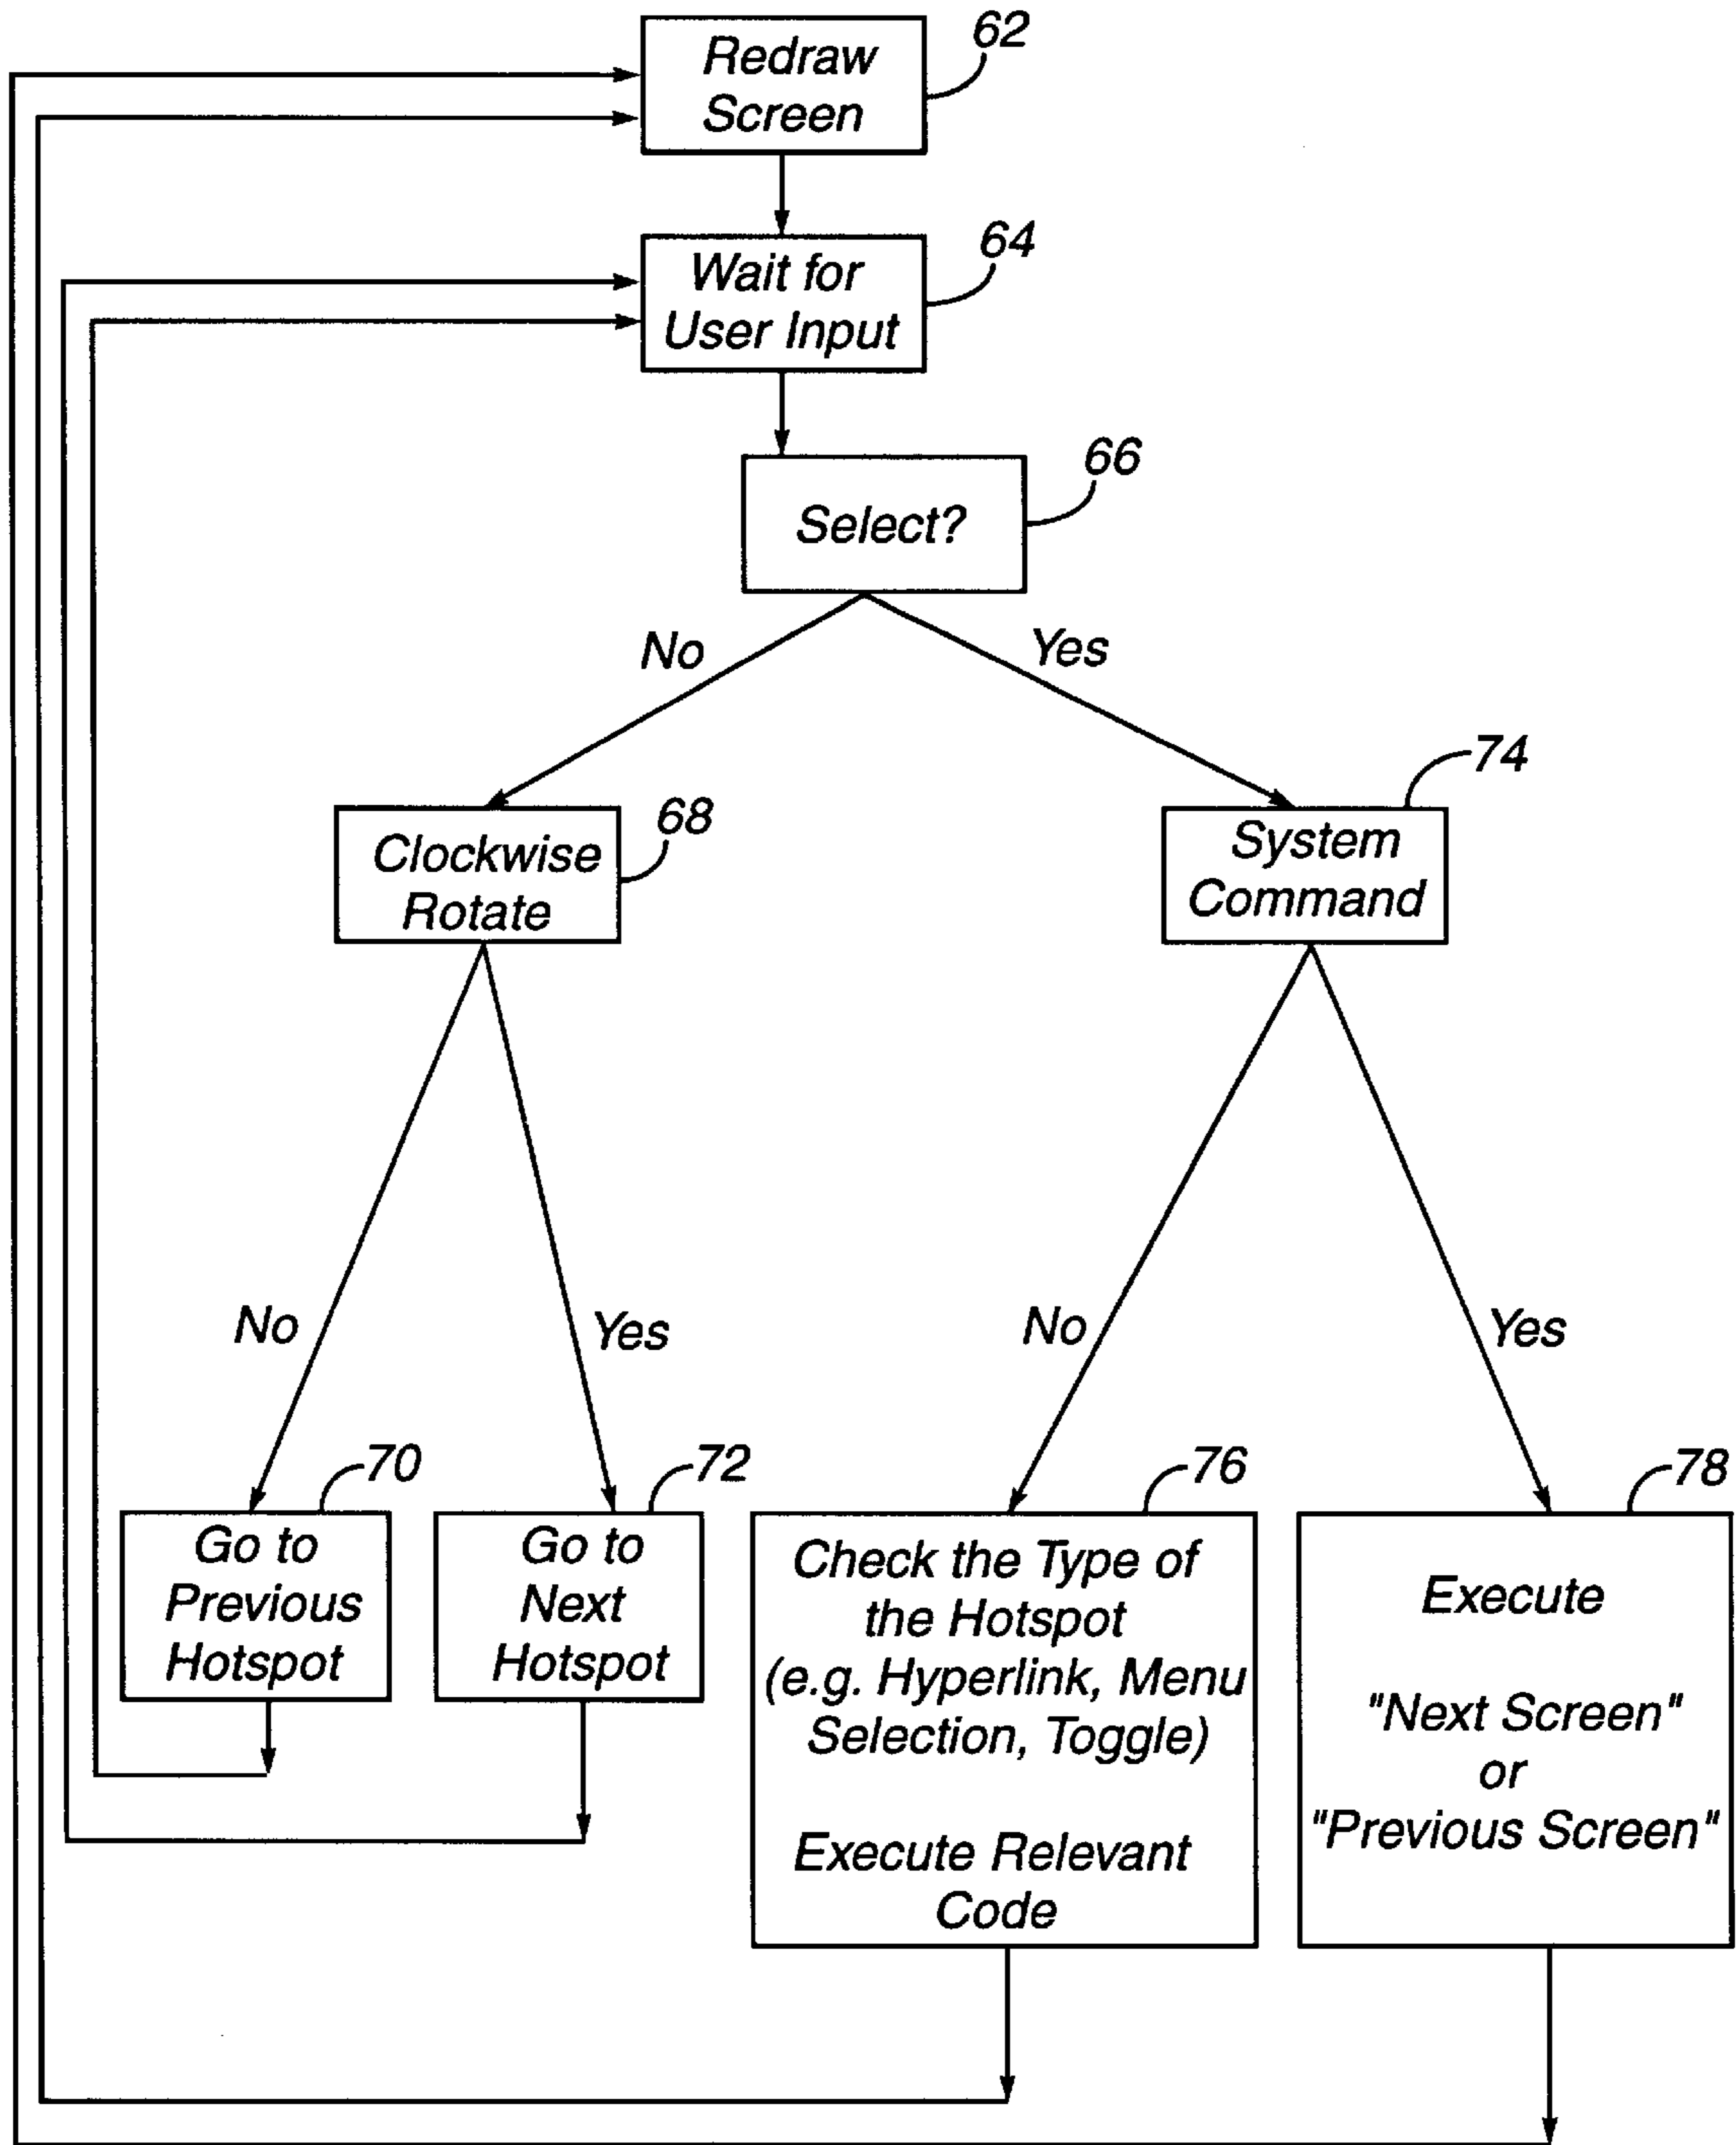 62
Redraw
Screen
64
Wait for
User Input
66
Select?
No
Yes
68
Clockwise
Rotate
74
System
Command
No
Yes
No
Yes
70
Go to
Previous
Hotspot
72
Go to
Next
Hotspot
76
Check the Type of
the Hotspot
(e.g. Hyperlink, Menu
Selection, Toggle)
Execute Relevant
Code
78
Execute
"Next Screen"
or
"Previous Screen"